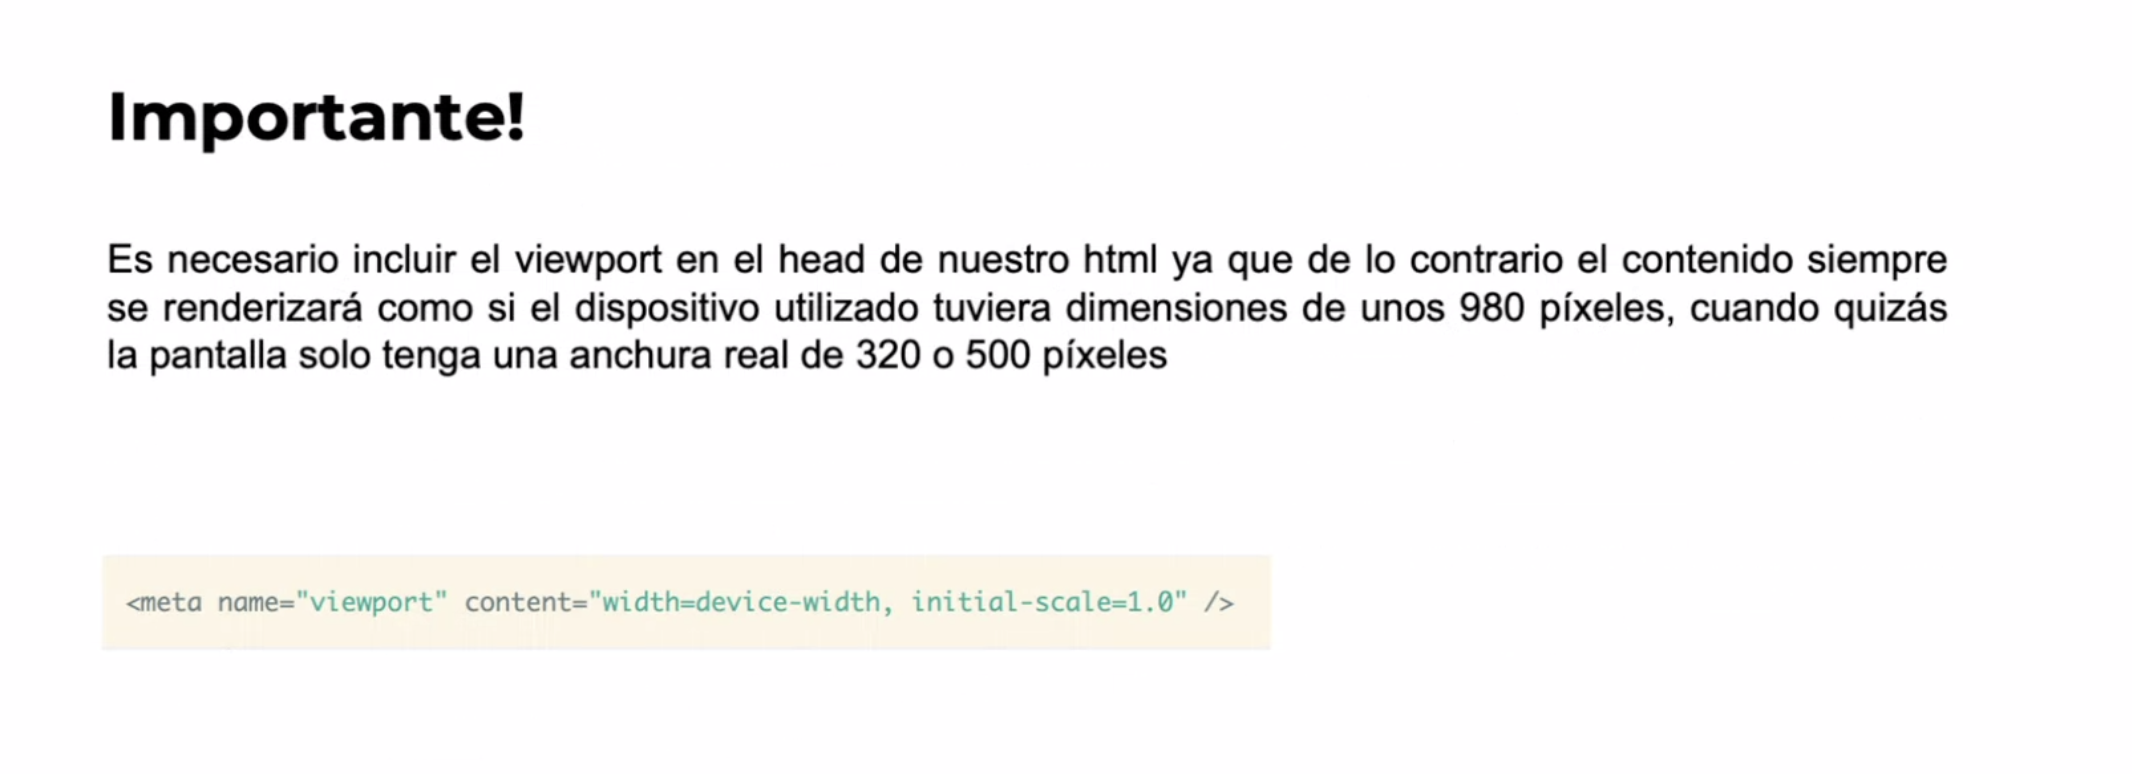 Importante!
Es necesario incluir el viewport en el head de nuestro html ya que de lo contrario el contenido siempre
se renderizará como si el dispositivo utilizado tuviera dimensiones de unos 980 píxeles, cuando quizás
la pantalla solo tenga una anchura real de 320 o 500 píxeles
<meta name="viewport" content="width=device-width, initial-scale=1.0" />